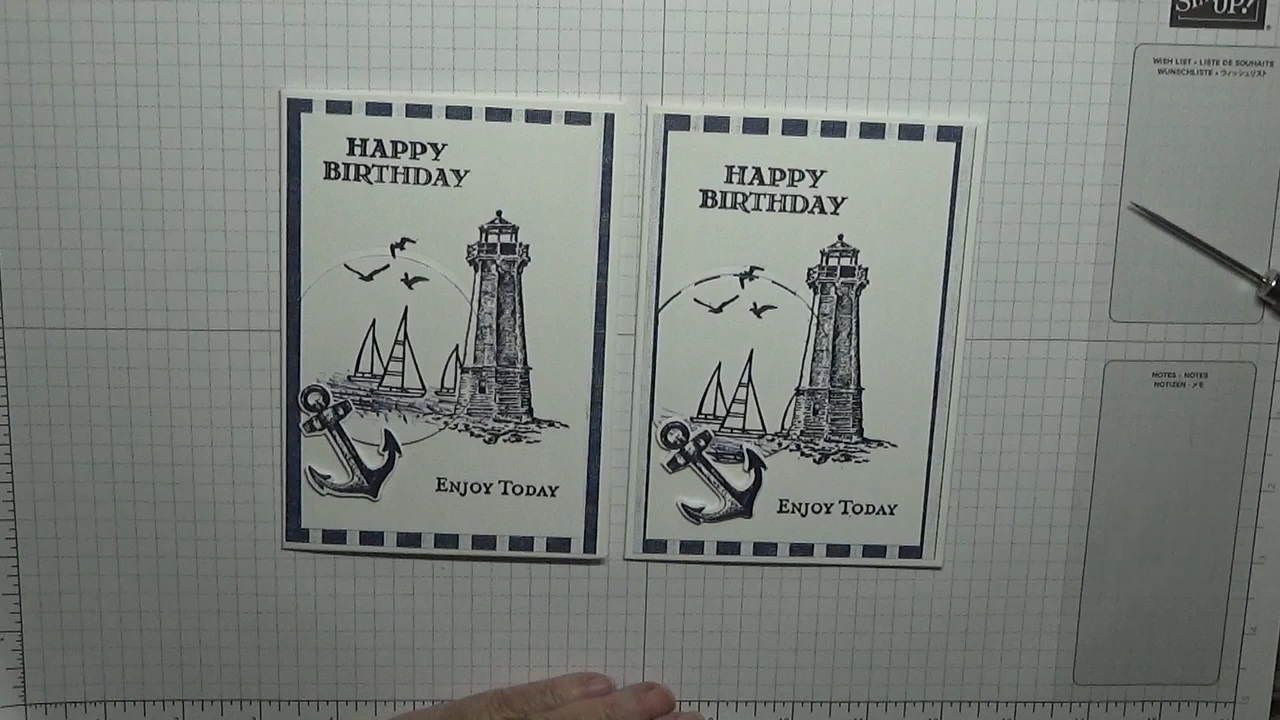 HAPPY
BIRTHDAY
ENJOY TODAY
HAPPY
BIRTHDAY
ENJOY TODAY
UP!
WISH LIST • LISTE DE SOUHAITS
WUNSCHLISTE • ウィッシュリスト
NOTES • NOTES
NOTIZEN • メモ